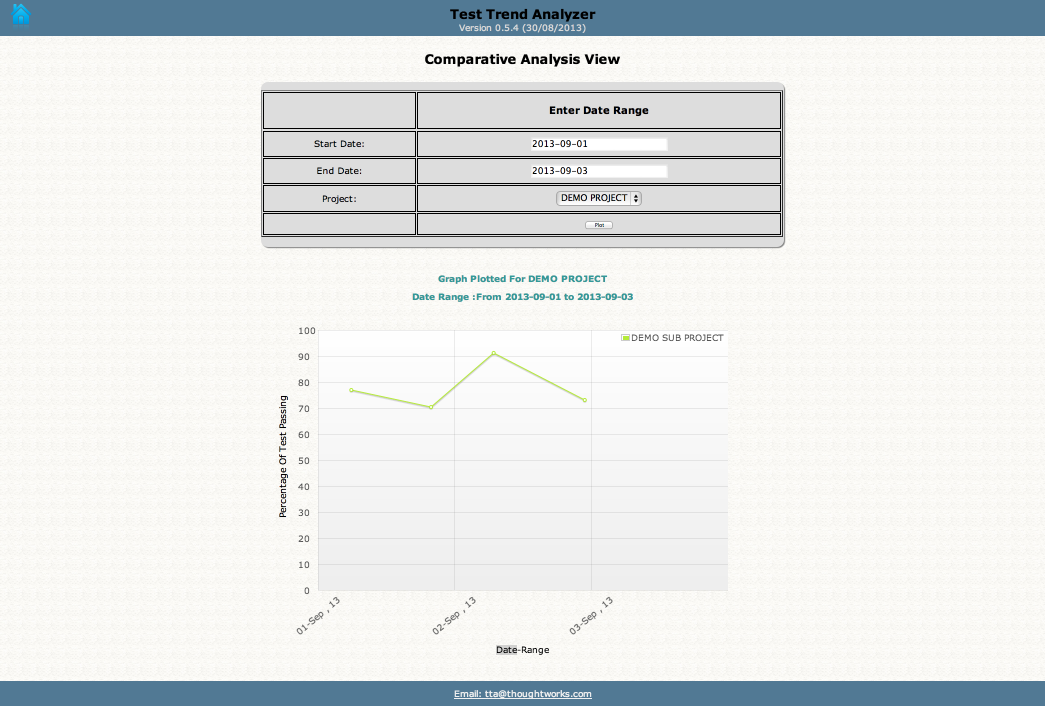 Test Trend Analyzer
Version 0.5.4 (30/08/2013)
Comparative Analysis View
Enter Date Range
Start Date: 2013-09-01
End Date: 2013-09-03
Project: DEMO PROJECT
Plot
Graph Plotted For DEMO PROJECT
Date Range :From 2013-09-01 to 2013-09-03
DEMO SUB PROJECT
100
90
80
70
60
50
40
30
20
10
0
Percentage Of Test Passing
01-Sep , 13
02-Sep , 13
03-Sep , 13
Date-Range
Email: tta@thoughtworks.com